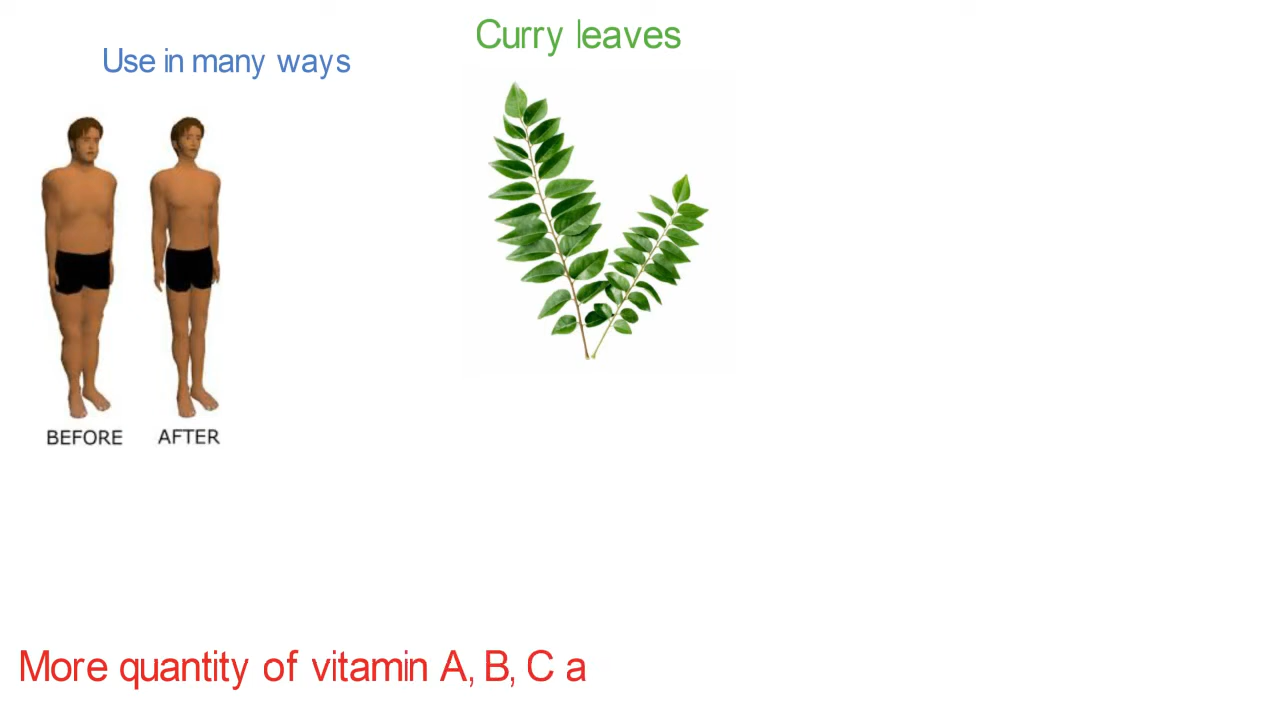 Curry leaves
Use in many ways
BEFORE AFTER
More quantity of vitamin A, B, C a